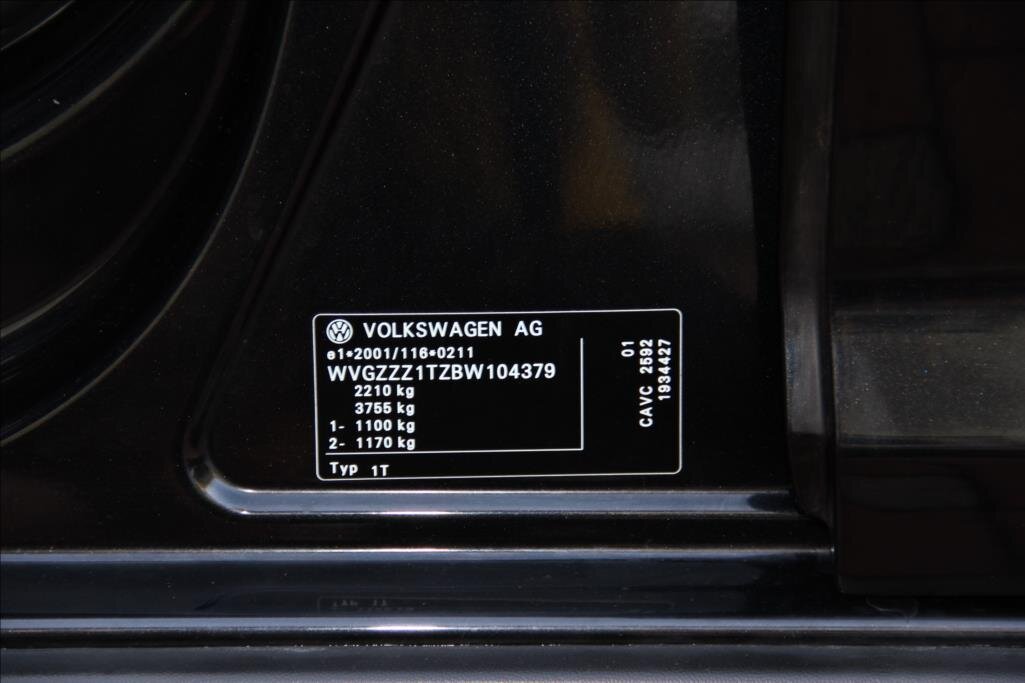 VOLKSWAGEN AG
e1*2001/116*0211
WVGZZZ1TZBW104379
2210 kg
3755 kg
1- 1100 kg
2- 1170 kg
Typ 1T
01
CAVC 2592
1934427